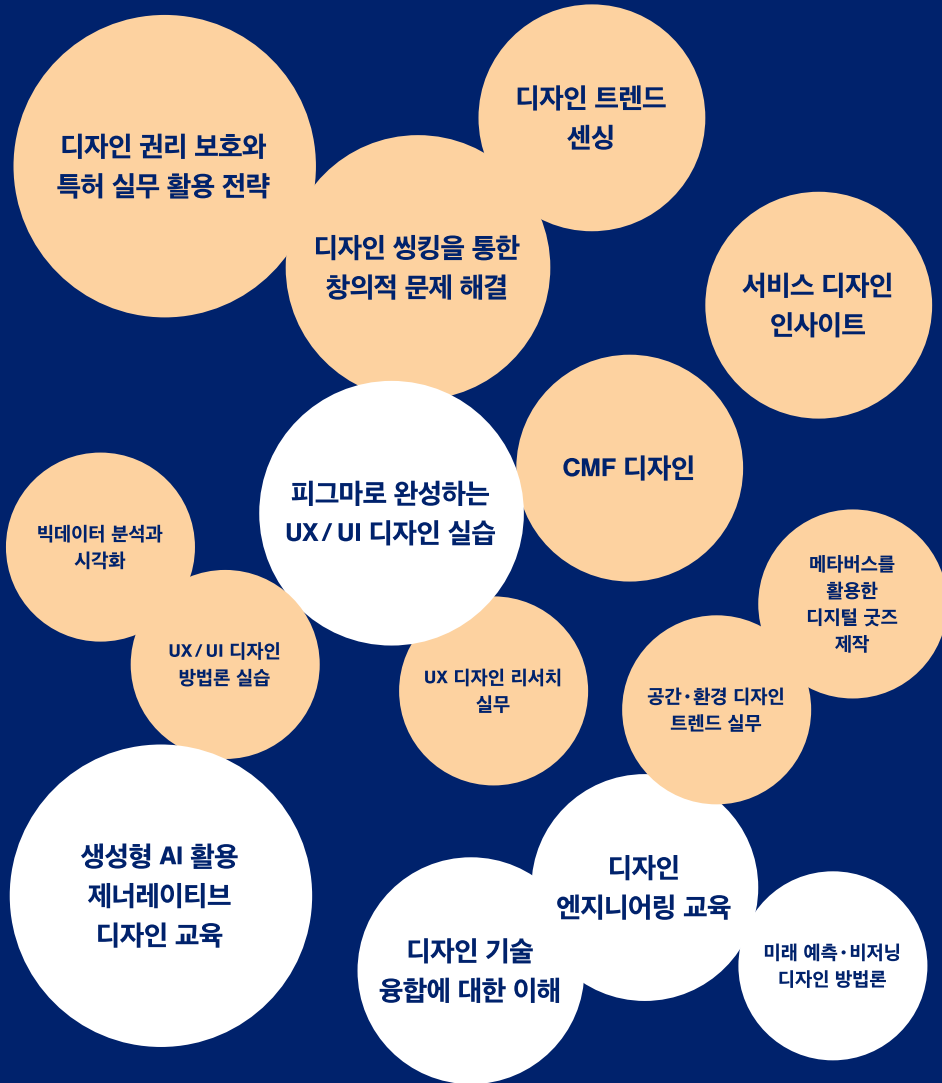 디자인 트렌드
센싱
디자인 권리 보호와
특허 실무 활용 전략
디자인 씽킹을 통한
창의적 문제 해결
서비스 디자인
인사이트
CMF 디자인
피그마로 완성하는
UX/UI 디자인 실습
빅데이터 분석과
시각화
메타버스를
활용한
디지털 굿즈
제작
UX/UI 디자인
방법론 실습
UX 디자인 리서치
실무
공간·환경 디자인
트렌드 실무
생성형 AI 활용
제너레이티브
디자인 교육
디자인
엔지니어링 교육
디자인 기술
융합에 대한 이해
미래 예측·비저닝
디자인 방법론